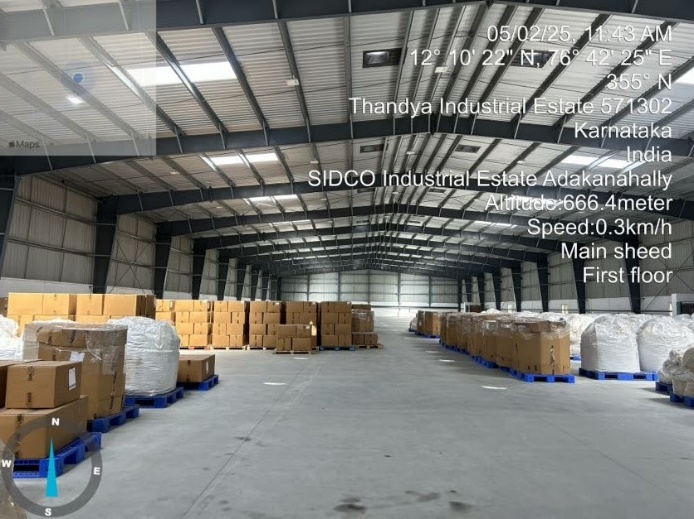 05/02/25, 11:43 AM
12° 10' 22" N, 76° 42' 25" E
355° N
Thandya Industrial Estate 571302
Karnataka
India
SIDCO Industrial Estate Adakanahally
Altitude:666.4meter
Speed:0.3km/h
Main sheed
First floor
Maps
N
W
E
S